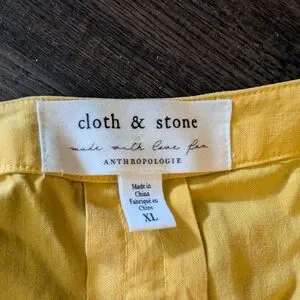 cloth & stone
made with love for
ANTHROPOLOGIE
Made in
China
Fabriqué en
Chine
XL